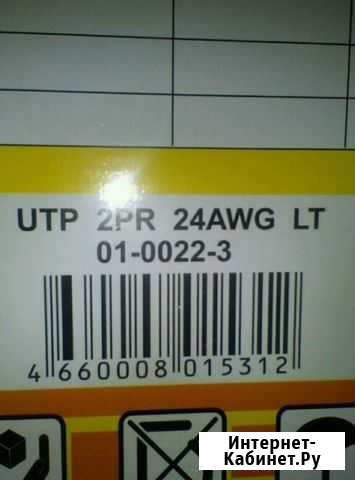 UTP 2PR 24AWG LT
01-0022-3
4 660008 015312
Интернет-
Кабинет.Ру